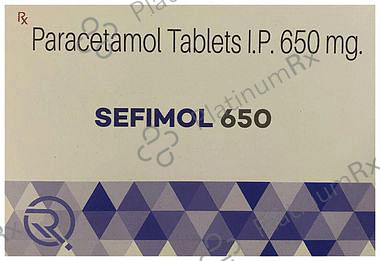 Rx
Paracetamol Tablets I.P. 650 mg.
SEFIMOL 650
PlatinumRx